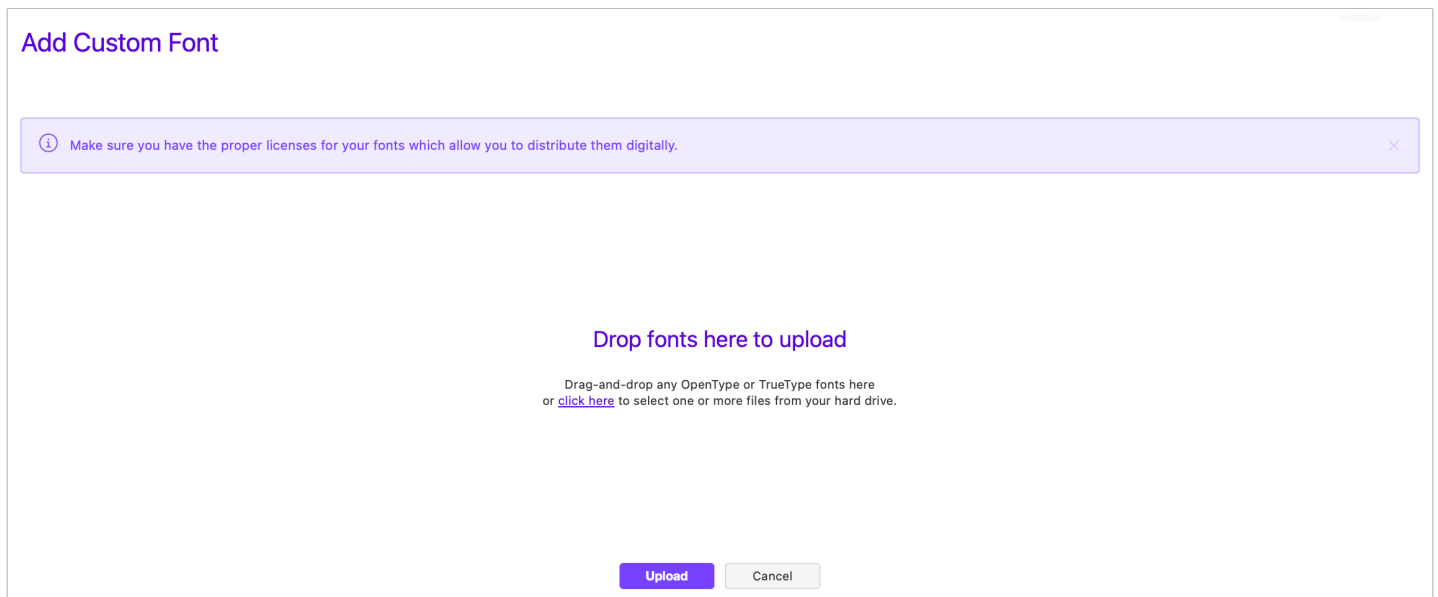 Add Custom Font
Make sure you have the proper licenses for your fonts which allow you to distribute them digitally.
Drop fonts here to upload
Drag-and-drop any OpenType or TrueType fonts here
or click here to select one or more files from your hard drive.
Upload
Cancel